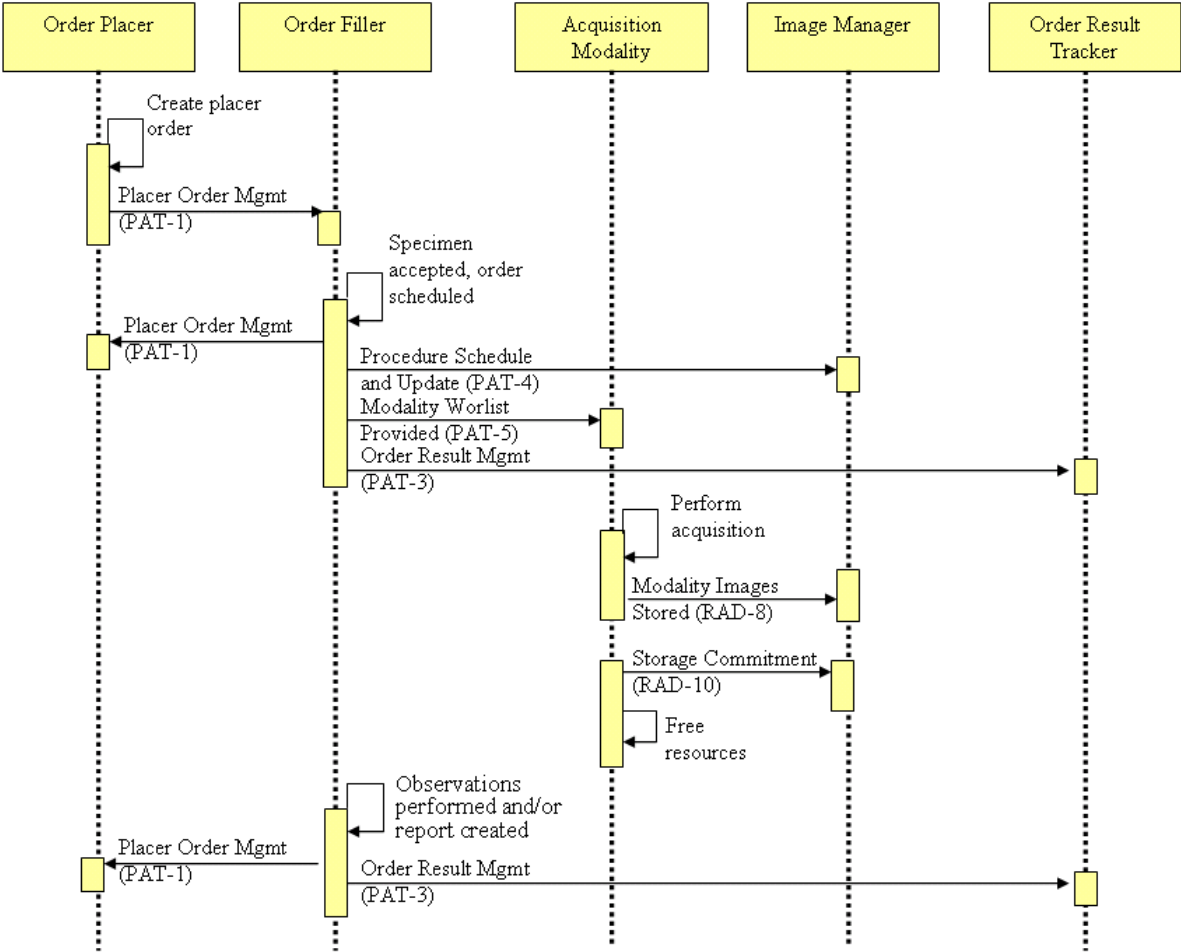 Order Placer
Order Filler
Acquisition
Modality
Image Manager
Order Result
Tracker
Create placer
order
Placer Order Mgmt
(PAT-1)
Specimen
accepted, order
scheduled
Placer Order Mgmt
(PAT-1)
Procedure Schedule
and Update (PAT-4)
Modality Worlist
Provided (PAT-5)
Order Result Mgmt
(PAT-3)
Perform
acquisition
Modality Images
Stored (RAD-8)
Storage Commitment
(RAD-10)
Free
resources
Observations
performed and/or
report created
Placer Order Mgmt
(PAT-1)
Order Result Mgmt
(PAT-3)